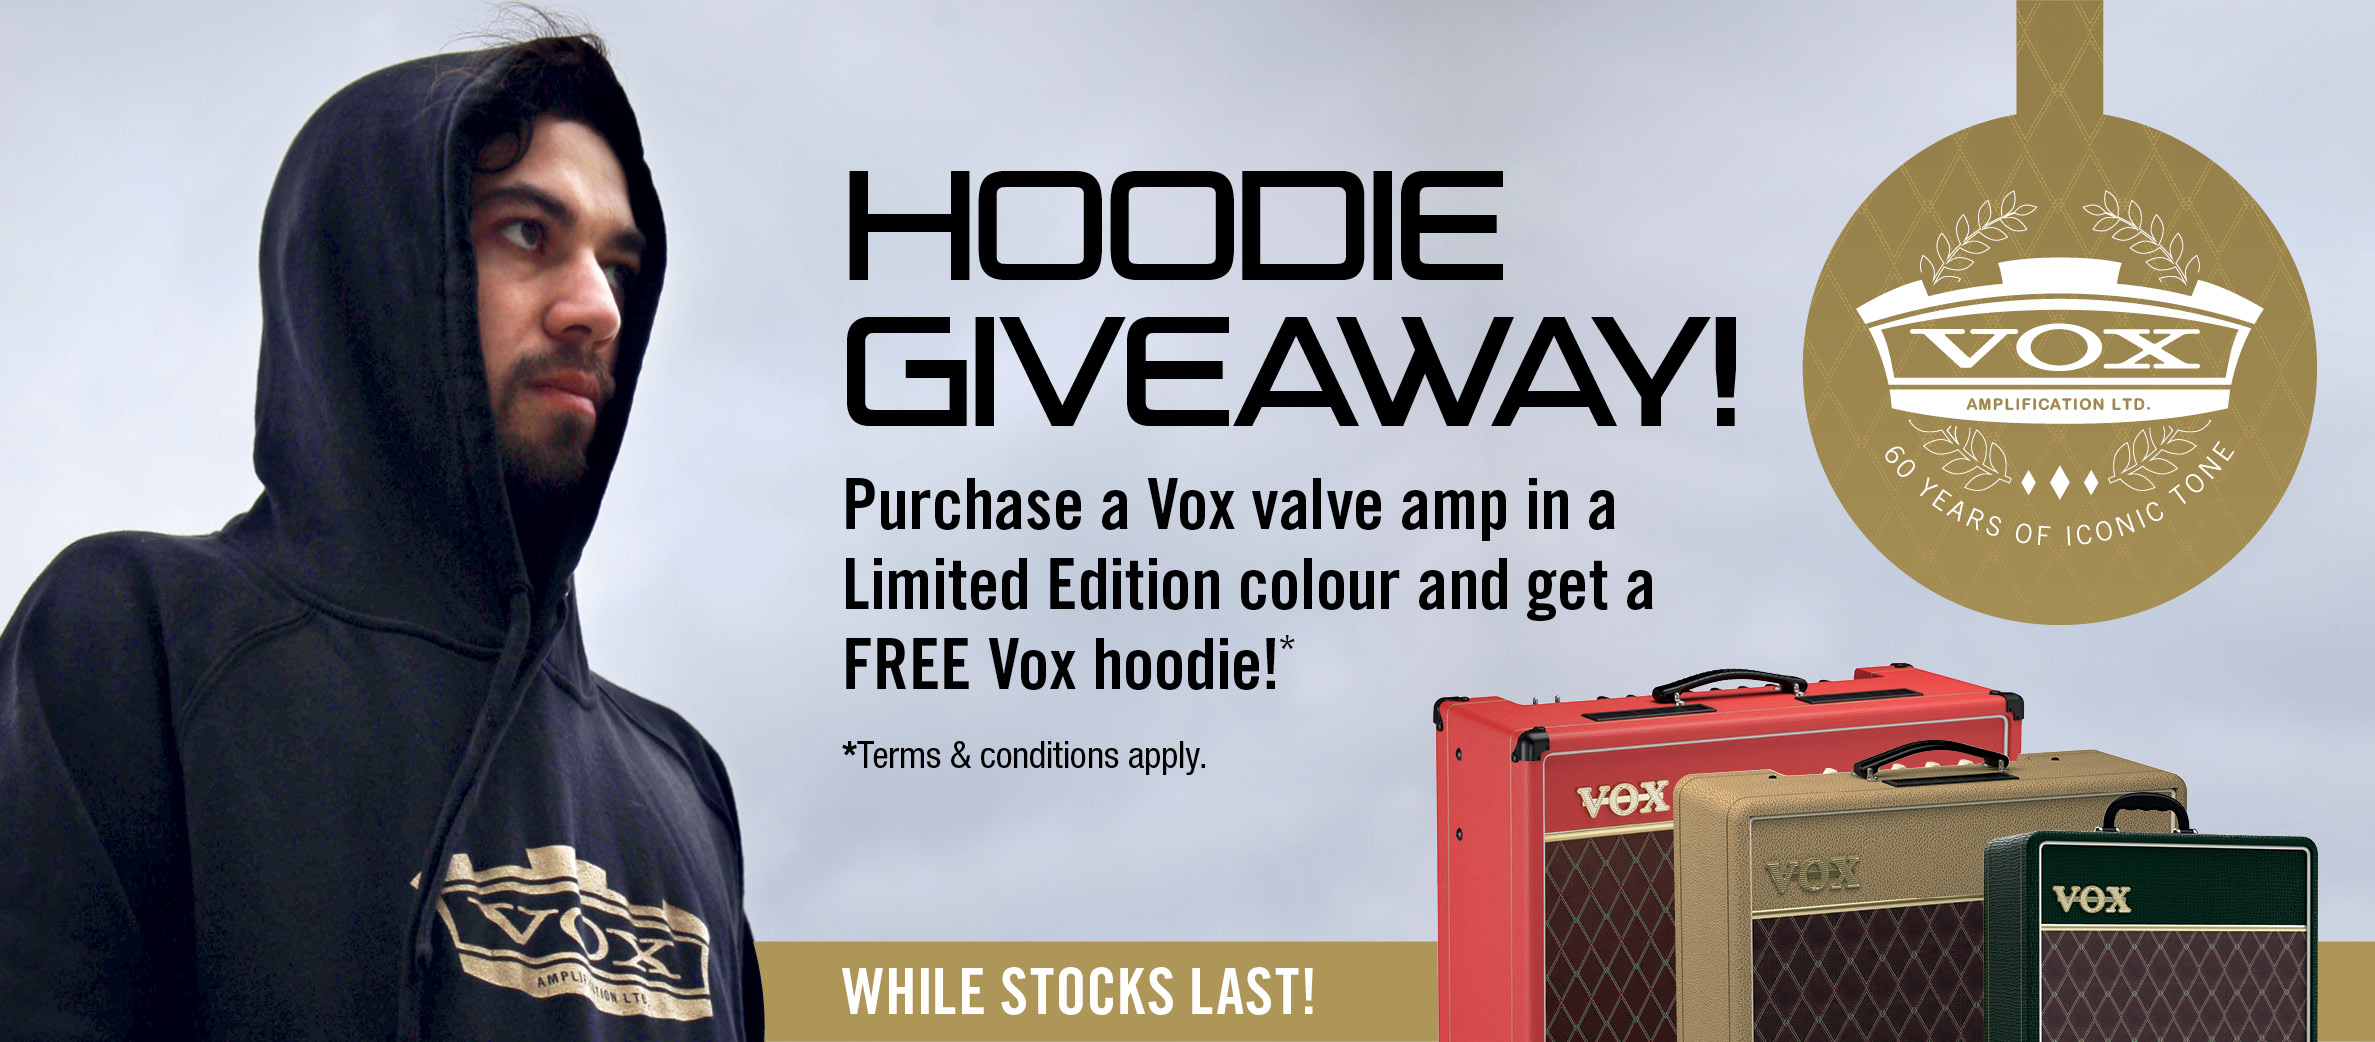 HOODIE
GIVEAWAY!
Purchase a Vox valve amp in a
Limited Edition colour and get a
FREE Vox hoodie!*
*Terms & conditions apply.
WHILE STOCKS LAST!
VOX
AMPLIFICATION LTD.
60 YEARS OF ICONIC TONE
VOX
VOX
VOX
VOX
LTD.